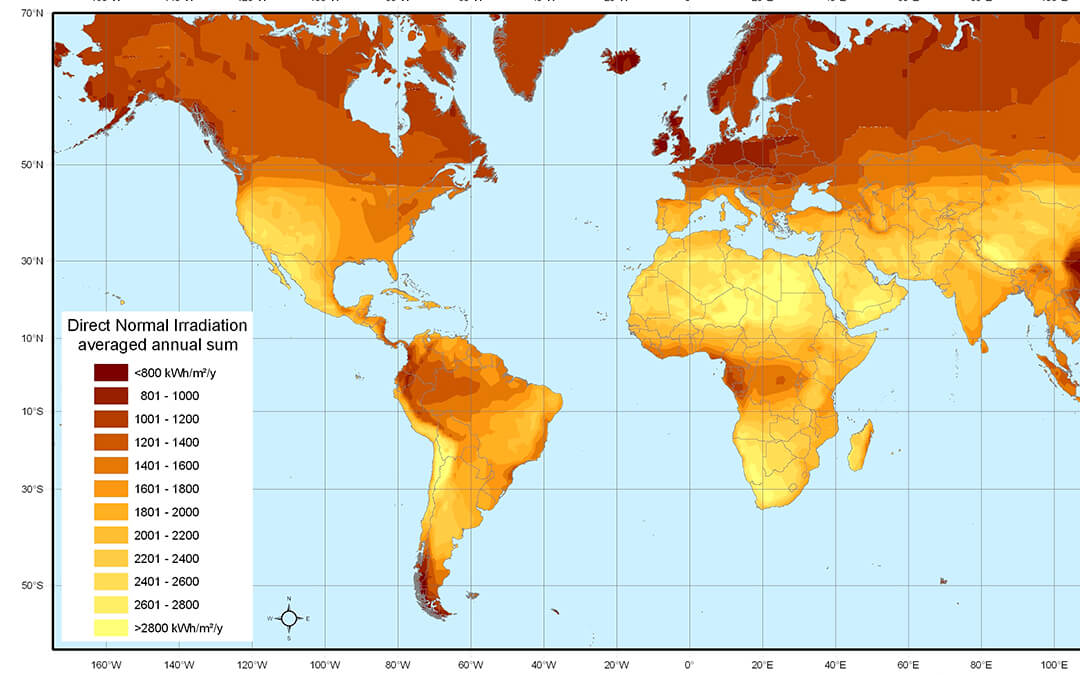 70°N
50°N
30°N
10°N
10°S
30°S
50°S
Direct Normal Irradiation
averaged annual sum
<800 kWh/m²/y
801 - 1000
1001 - 1200
1201 - 1400
1401 - 1600
1601 - 1800
1801 - 2000
2001 - 2200
2201 - 2400
2401 - 2600
2601 - 2800
>2800 kWh/m²/y
N
W E
S
160°W 140°W 120°W 100°W 80°W 60°W 40°W 20°W 0° 20°E 40°E 60°E 80°E 100°E